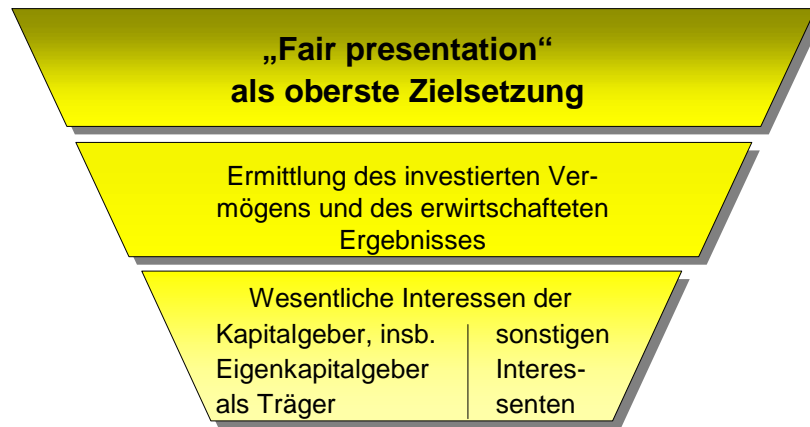 „Fair presentation“
als oberste Zielsetzung
Ermittlung des investierten Ver-
mögens und des erwirtschafteten
Ergebnisses
Wesentliche Interessen der
Kapitalgeber, insb.
Eigenkapitalgeber
als Träger
sonstigen
Interes-
senten